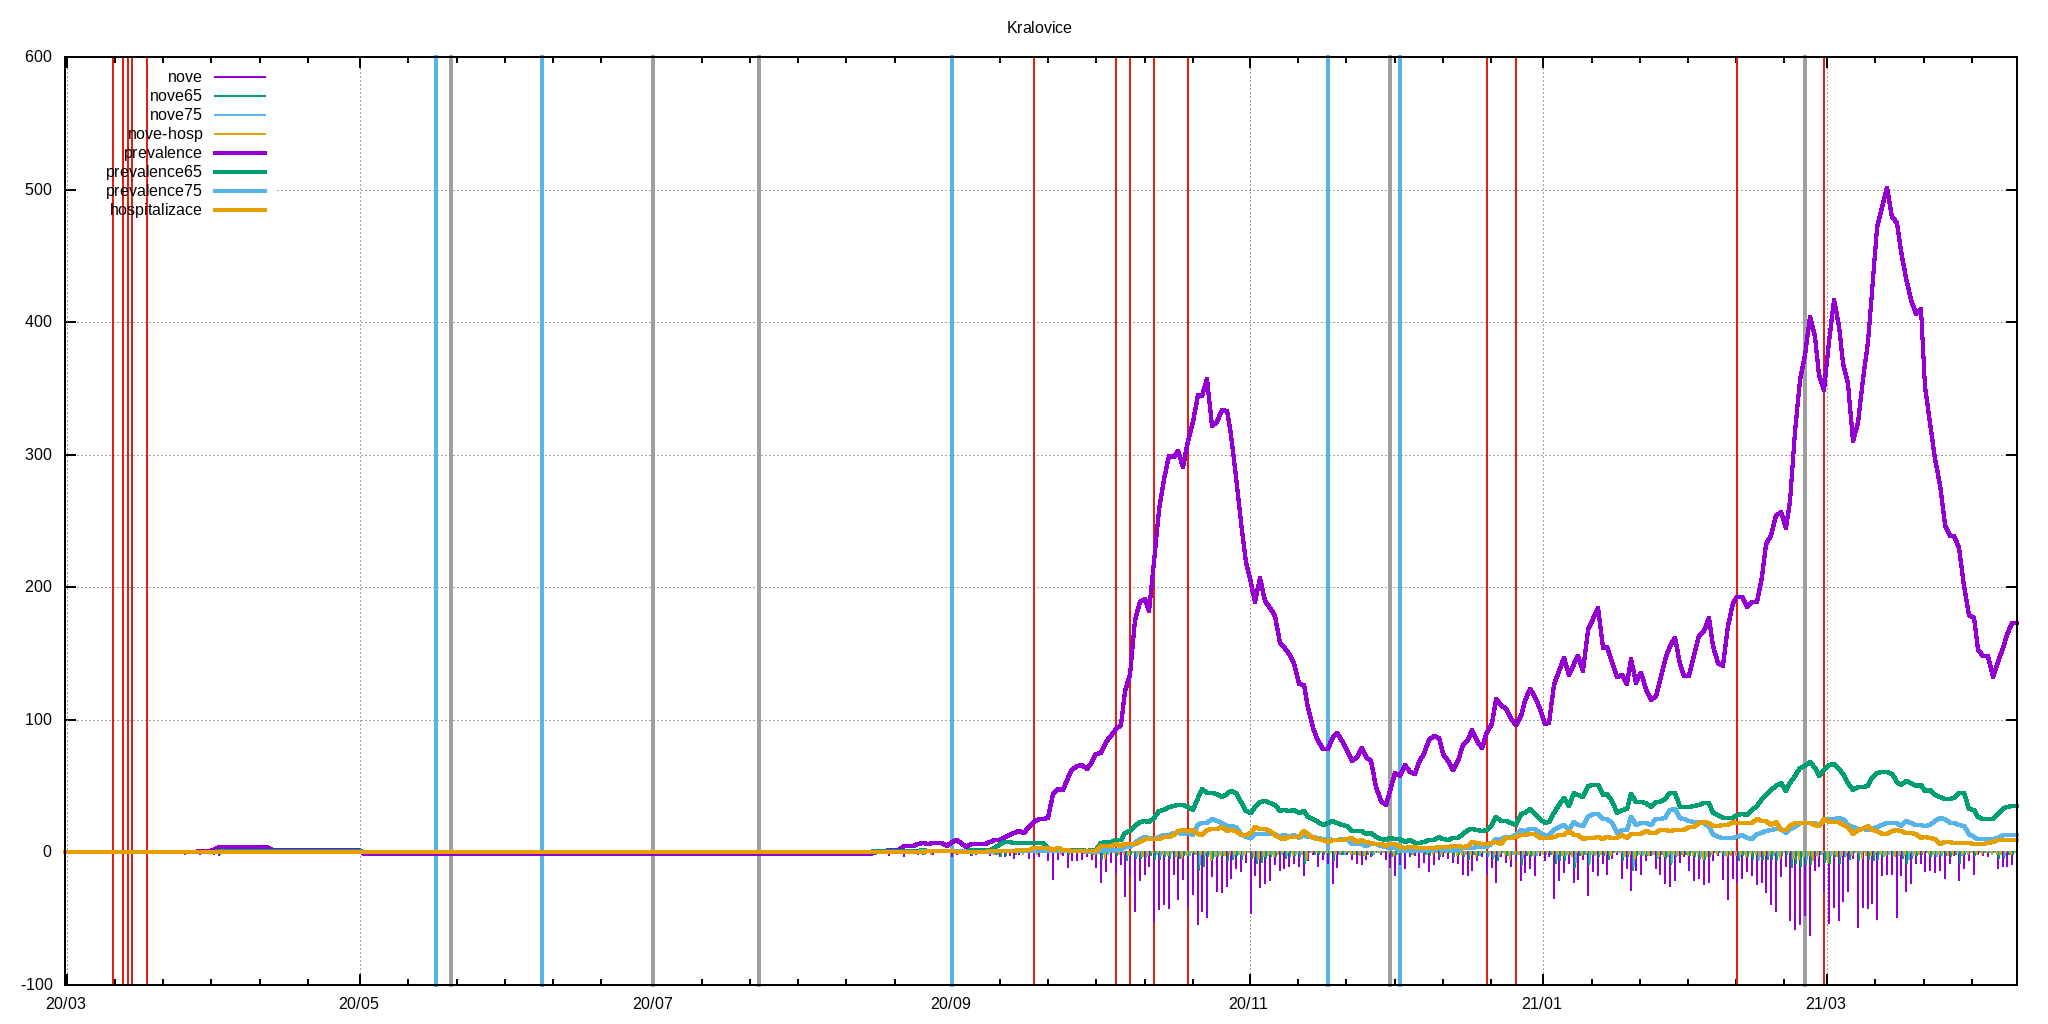 Kralovice
600
500
400
300
200
100
0
-100
nove
nove65
nove75
nove-hosp
prevalence
prevalence65
prevalence75
hospitalizace
20/03
20/05
20/07
20/09
20/11
21/01
21/03